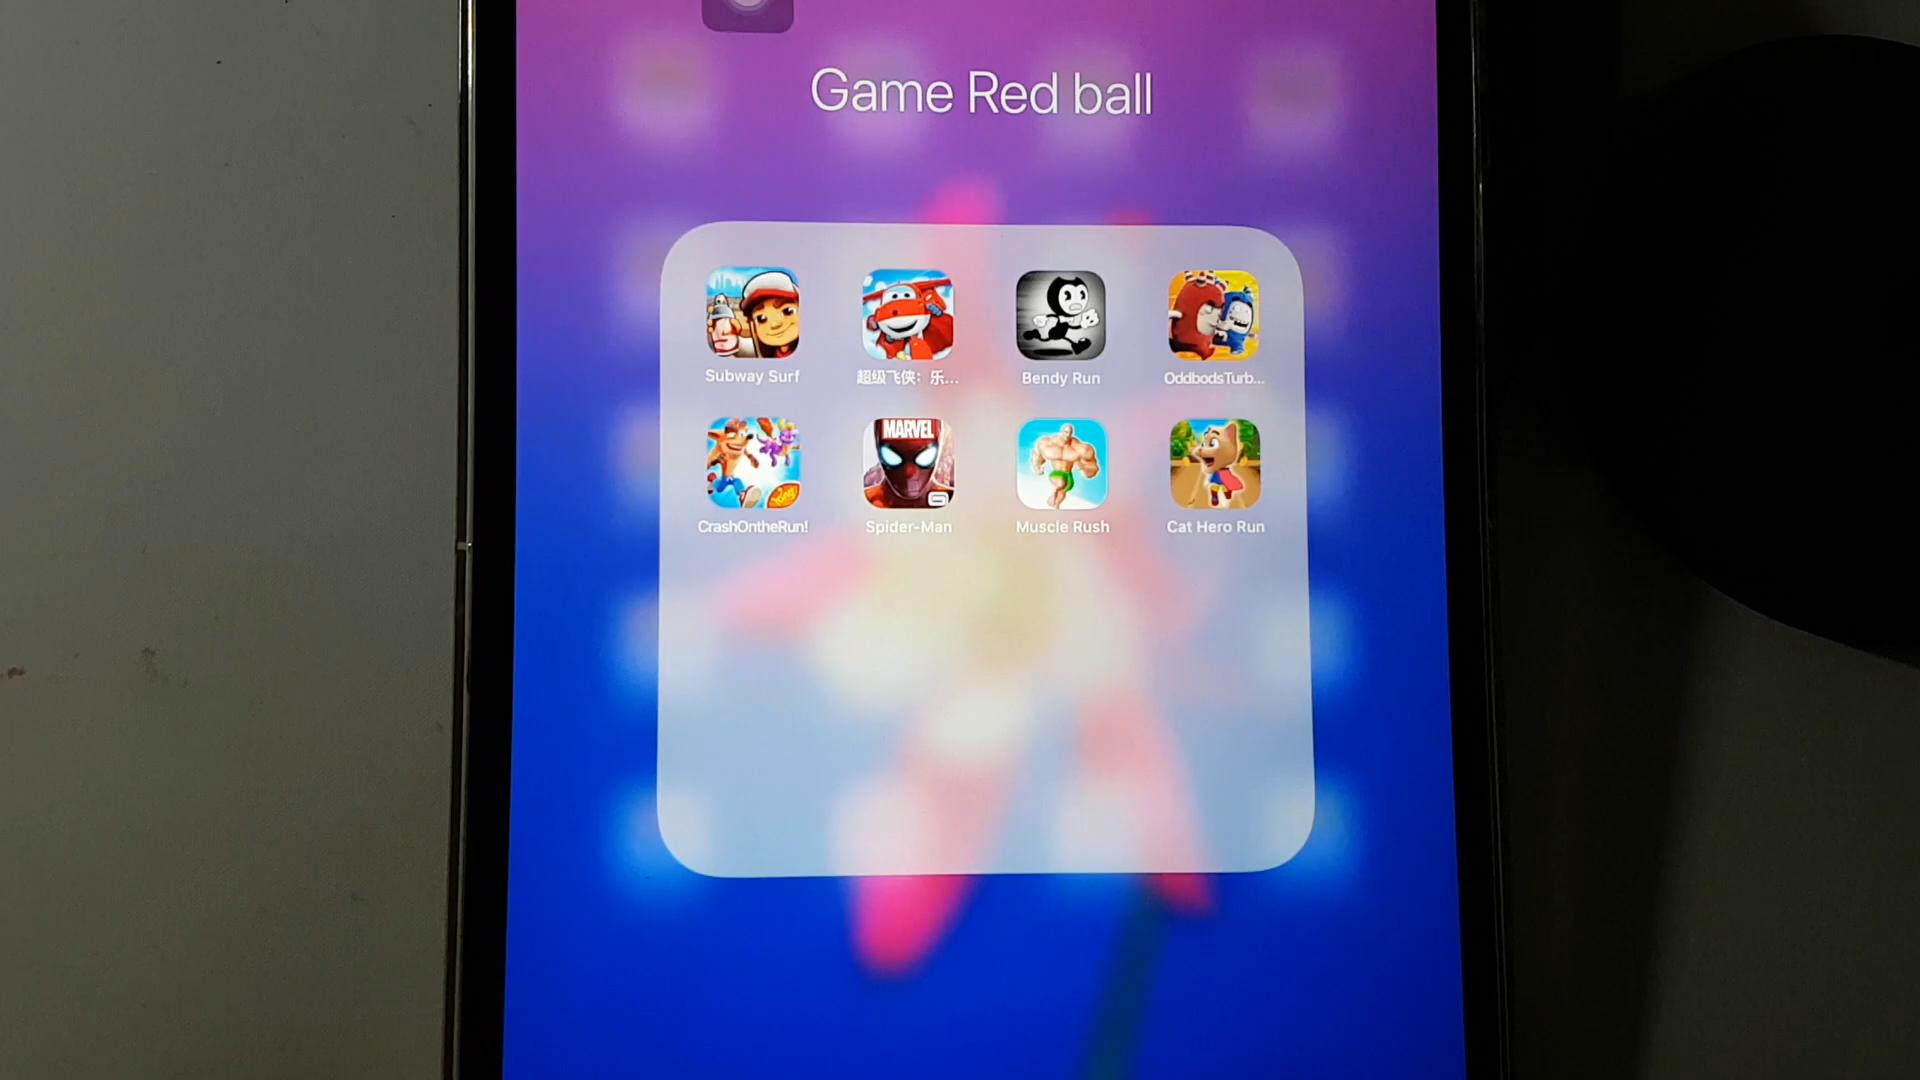 Game Red ball
Subway Surf
超级飞侠：乐...
Bendy Run
OddbodsTurb...
MARVEL
CrashOntheRun!
Spider-Man
Muscle Rush
Cat Hero Run